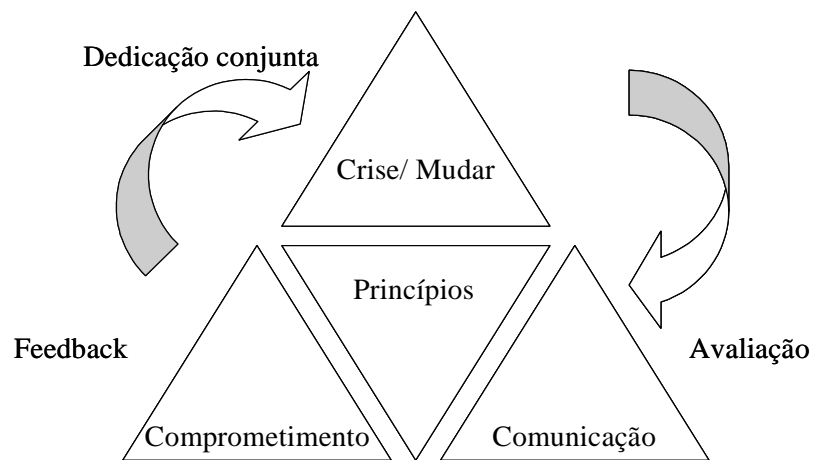 Dedicação conjunta
Crise/ Mudar
Princípios
Feedback
Avaliação
Comprometimento
Comunicação